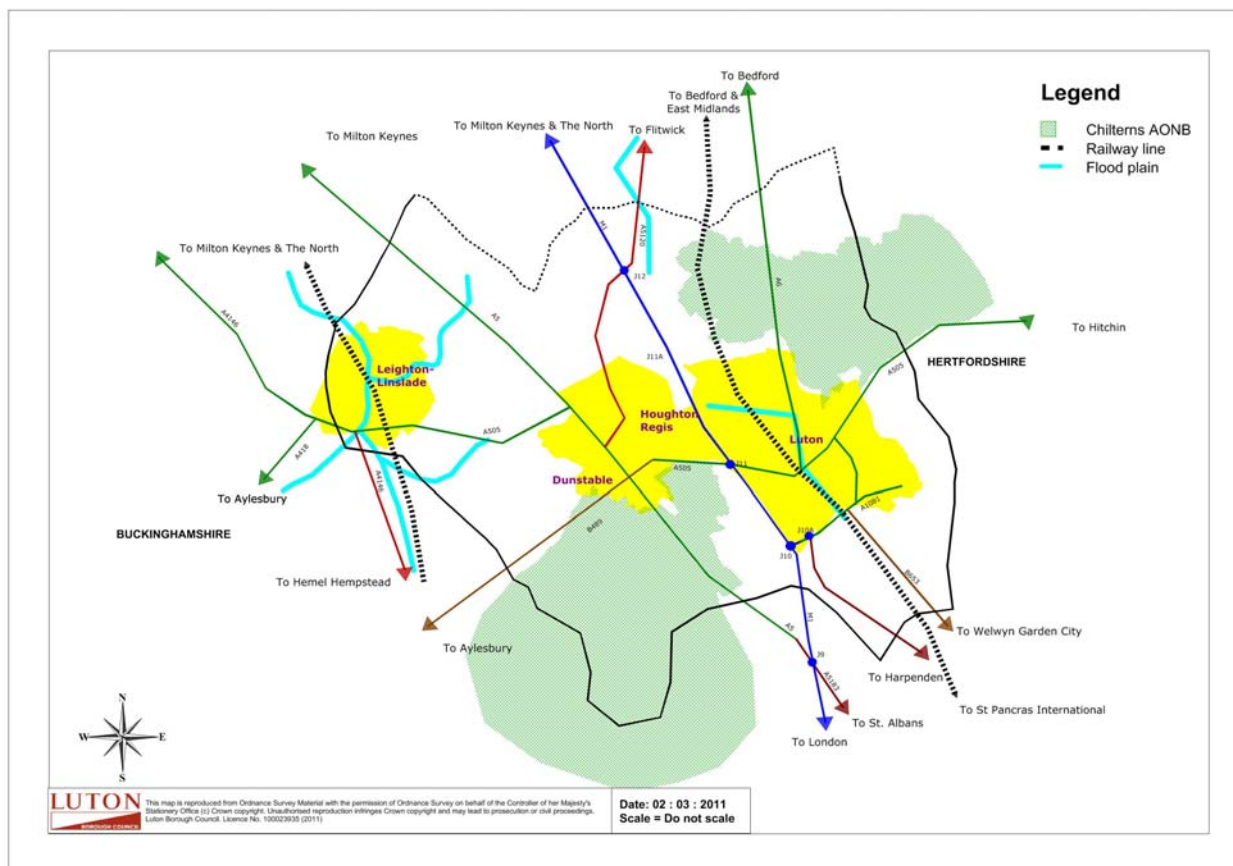 To Bedford
To Bedford &
East Midlands
To Milton Keynes & The North
To Flitwick
To Milton Keynes
Legend
Chilterns AONB
Railway line
Flood plain
To Milton Keynes & The North
M1
A5120
J12
A6
A4146
A5
J11A
To Hitchin
HERTFORDSHIRE
A505
Leighton-
Linslade
Houghton
Regis
Luton
A505
A418
A4146
Dunstable
A505
J11
To Aylesbury
B489
A1081
J10A
J10
BUCKINGHAMSHIRE
To Hemel Hempstead
B653
M1
A5
To Aylesbury
To Welwyn Garden City
J9
A5183
To Harpenden
To St Pancras International
To St. Albans
To London
N
W
E
S
LUTON
BOROUGH COUNCIL
This map is reproduced from Ordnance Survey Material with the permission of Ordnance Survey on behalf of the Controller of her Majesty's
Stationery Office (c) Crown copyright. Unauthorised reproduction infringes Crown copyright and may lead to prosecution or civil proceedings.
Luton Borough Council. Licence No. 100023935 (2011)
Date: 02 : 03 : 2011
Scale = Do not scale